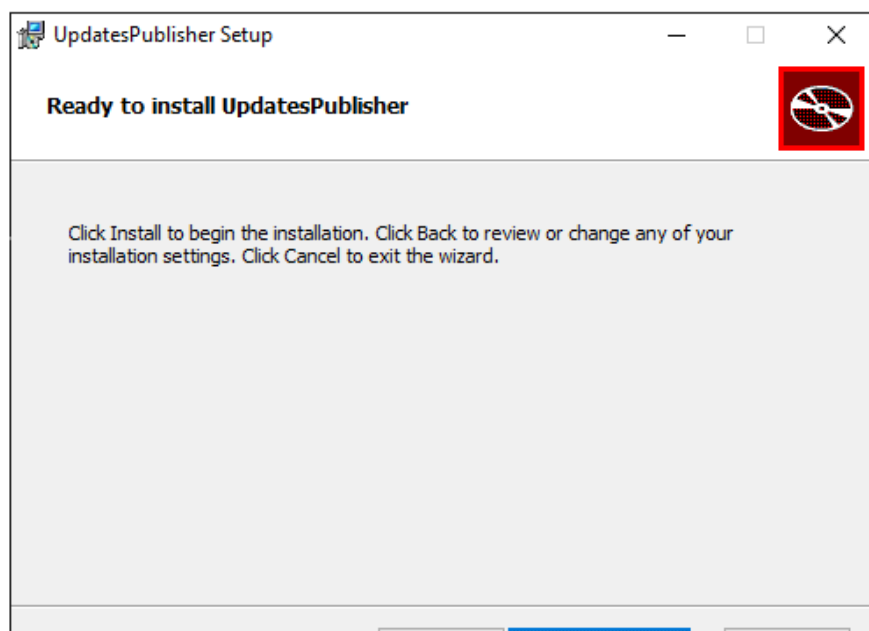 UpdatesPublisher Setup
Ready to install UpdatesPublisher
Click Install to begin the installation. Click Back to review or change any of your
installation settings. Click Cancel to exit the wizard.